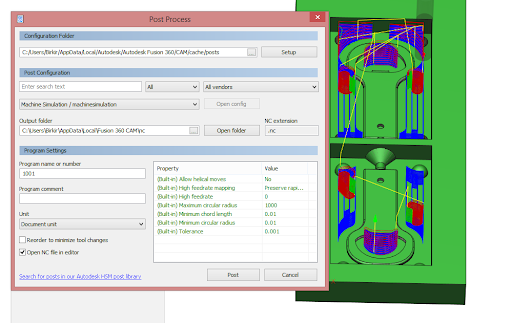 Post Process
Configuration Folder
C:/Users/Birkir/AppData/Local/Autodesk/Autodesk Fusion 360/CAM/cache/posts ... Setup
Post Configuration
Enter search text All All vendors
Machine Simulation / machinesimulation Open config
Output folder NC extension
C:\Users\Birkir\AppData\Local\Fusion 360 CAM\nc ... Open folder .nc
Program Settings
Program name or number
1001
Program comment
Unit
Document unit
Reorder to minimize tool changes
Open NC file in editor
Property Value
(Built-in) Allow helical moves No
(Built-in) High feedrate mapping Preserve rapi...
(Built-in) High feedrate 0
(Built-in) Maximum circular radius 1000
(Built-in) Minimum chord length 0.01
(Built-in) Minimum circular radius 0.01
(Built-in) Tolerance 0.001
Search for posts in our Autodesk HSM post library Post Cancel